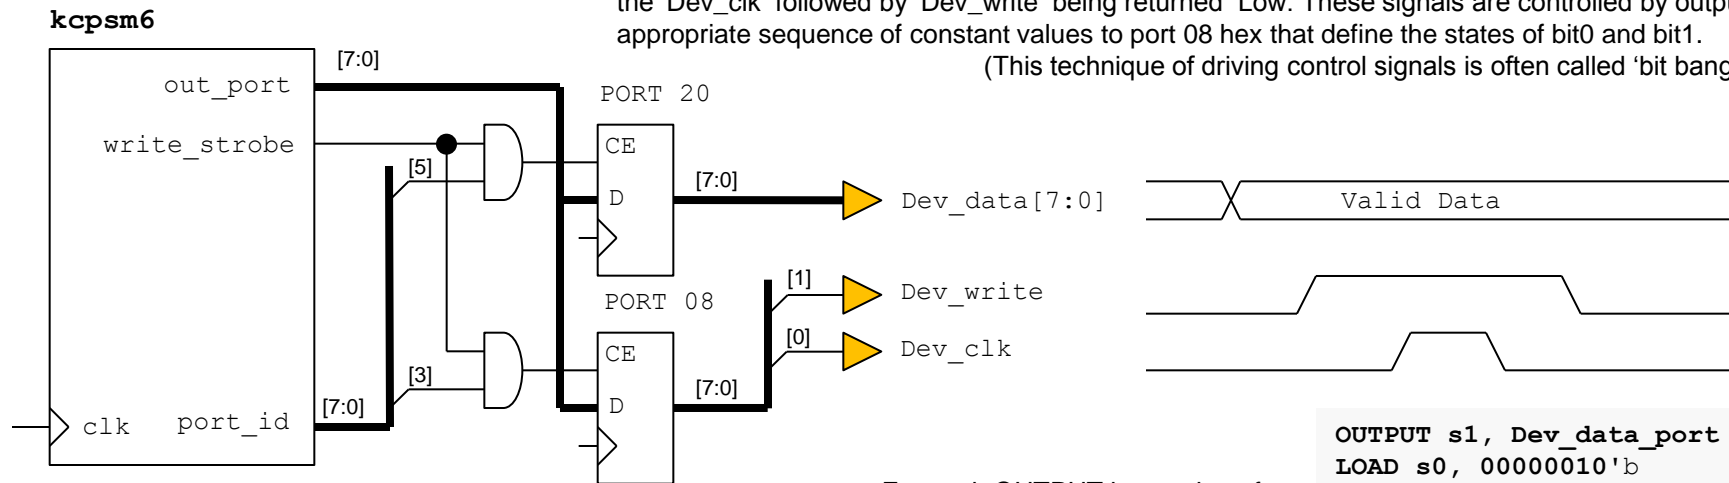 the 'Dev_clk' followed by 'Dev_write' being returned 'Low'. These signals are controlled by
appropriate sequence of constant values to port 08 hex that define the states of bit0 and bit1.
(This technique of driving control signals is often called ‘bit
kcpsm6
[7:0]
out_port
PORT 20
write_strobe
CE
[5]
[7:0]
D
Dev_data[7:0]
Valid Data
[1]
Dev_write
PORT 08
[0]
Dev_clk
CE
[3]
[7:0]
D
[7:0]
clk
port_id
OUTPUT s1, Dev_data_port
LOAD s0, 00000010'b